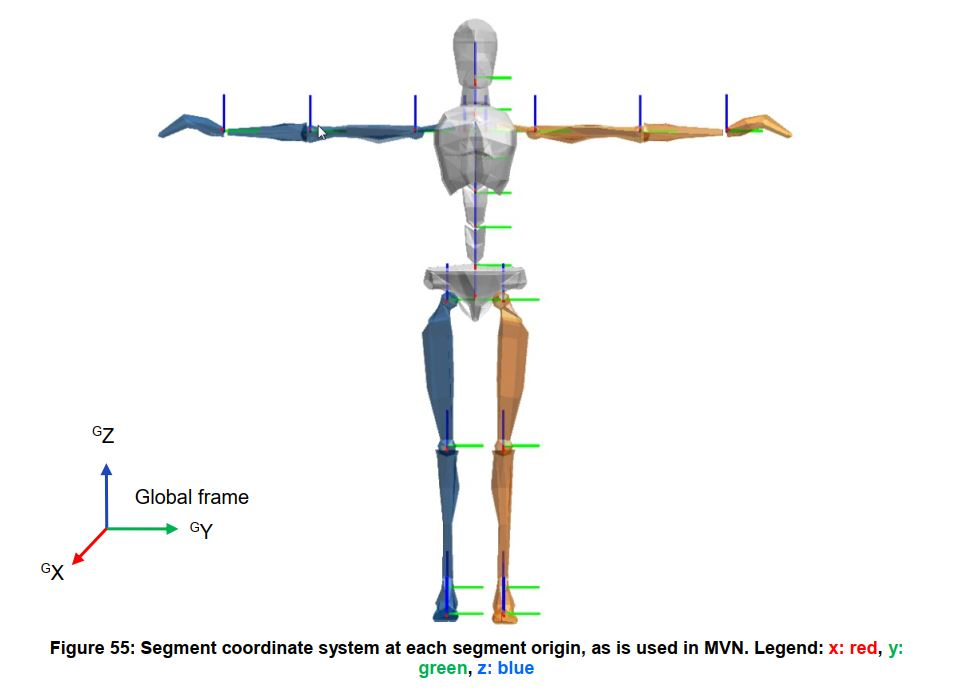 GZ
Global frame
GY
GX
Figure 55: Segment coordinate system at each segment origin, as is used in MVN. Legend: x: red, y:
green, z: blue